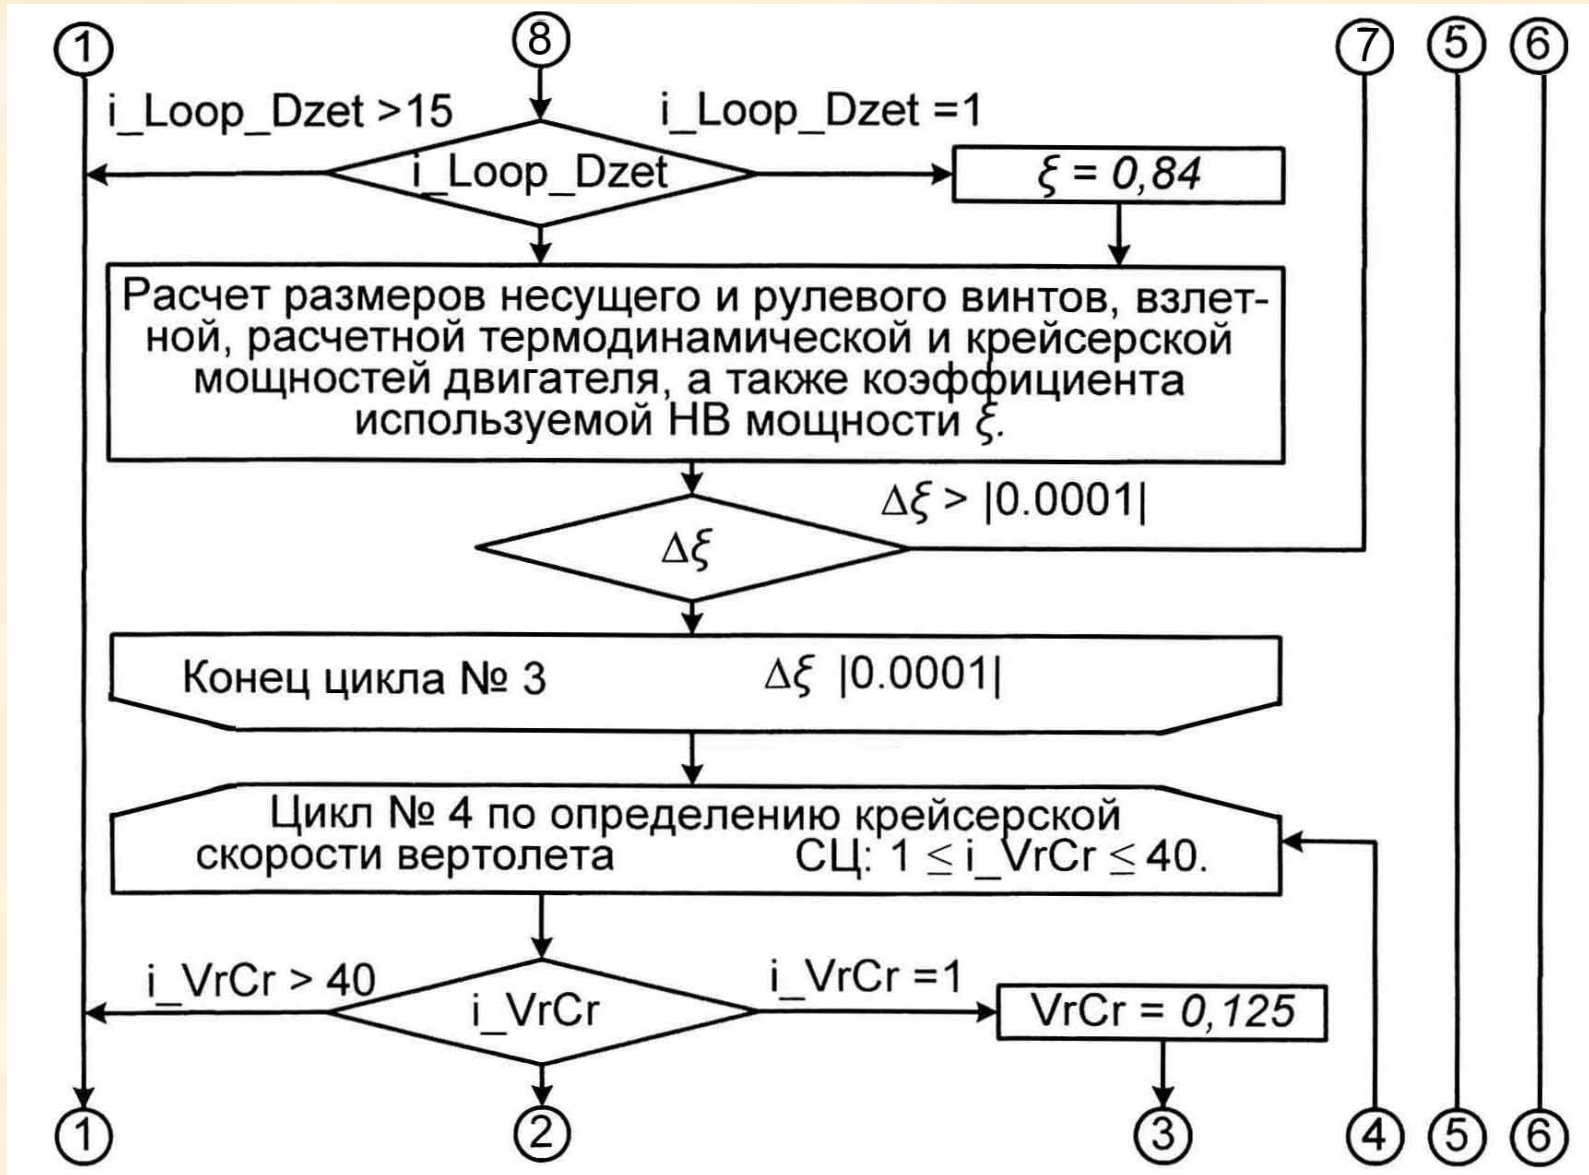 1
8
7
5
6
i_Loop_Dzet >15
i_Loop_Dzet =1
i_Loop_Dzet
ξ = 0,84
Расчет размеров несущего и рулевого винтов, взлет-
ной, расчетной термодинамической и крейсерской
мощностей двигателя, а также коэффициента
используемой НВ мощности ξ.
Δξ > |0.0001|
Δξ
Конец цикла № 3
Δξ |0.0001|
Цикл № 4 по определению крейсерской
скорости вертолета СЦ: 1 ≤ i_VrCr ≤ 40.
i_VrCr > 40
i_VrCr =1
i_VrCr
VrCr = 0,125
1
2
3
4
5
6